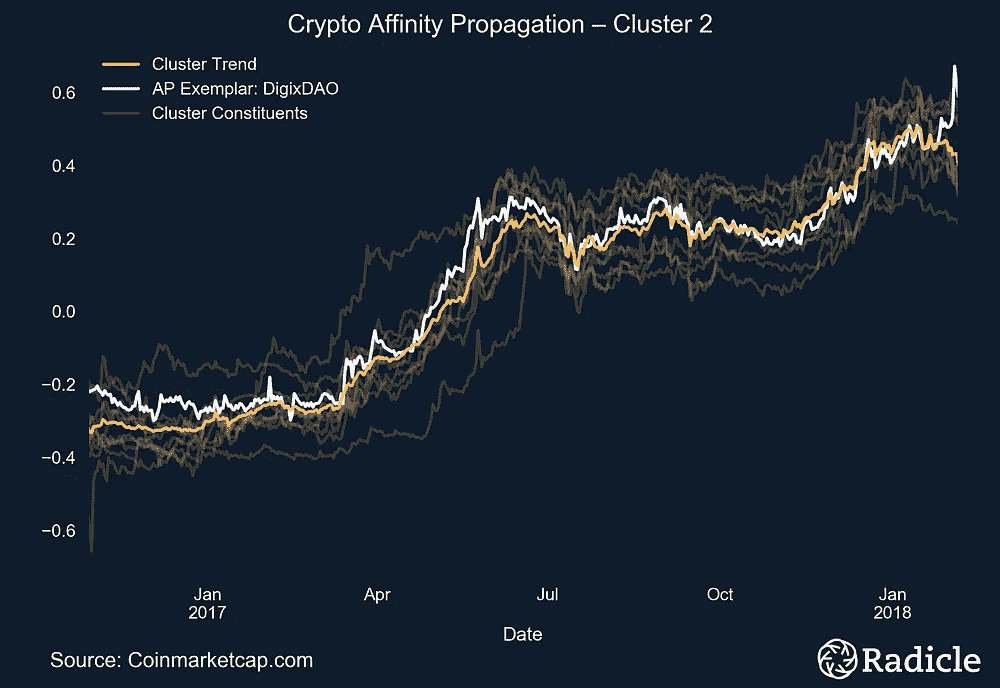 Crypto Affinity Propagation – Cluster 2
Cluster Trend
AP Exemplar: DigixDAO
Cluster Constituents
0.6
0.4
0.2
0.0
−0.2
−0.4
−0.6
Jan Apr Jul Oct Jan
2017 2018
Date
Source: Coinmarketcap.com
Radicle